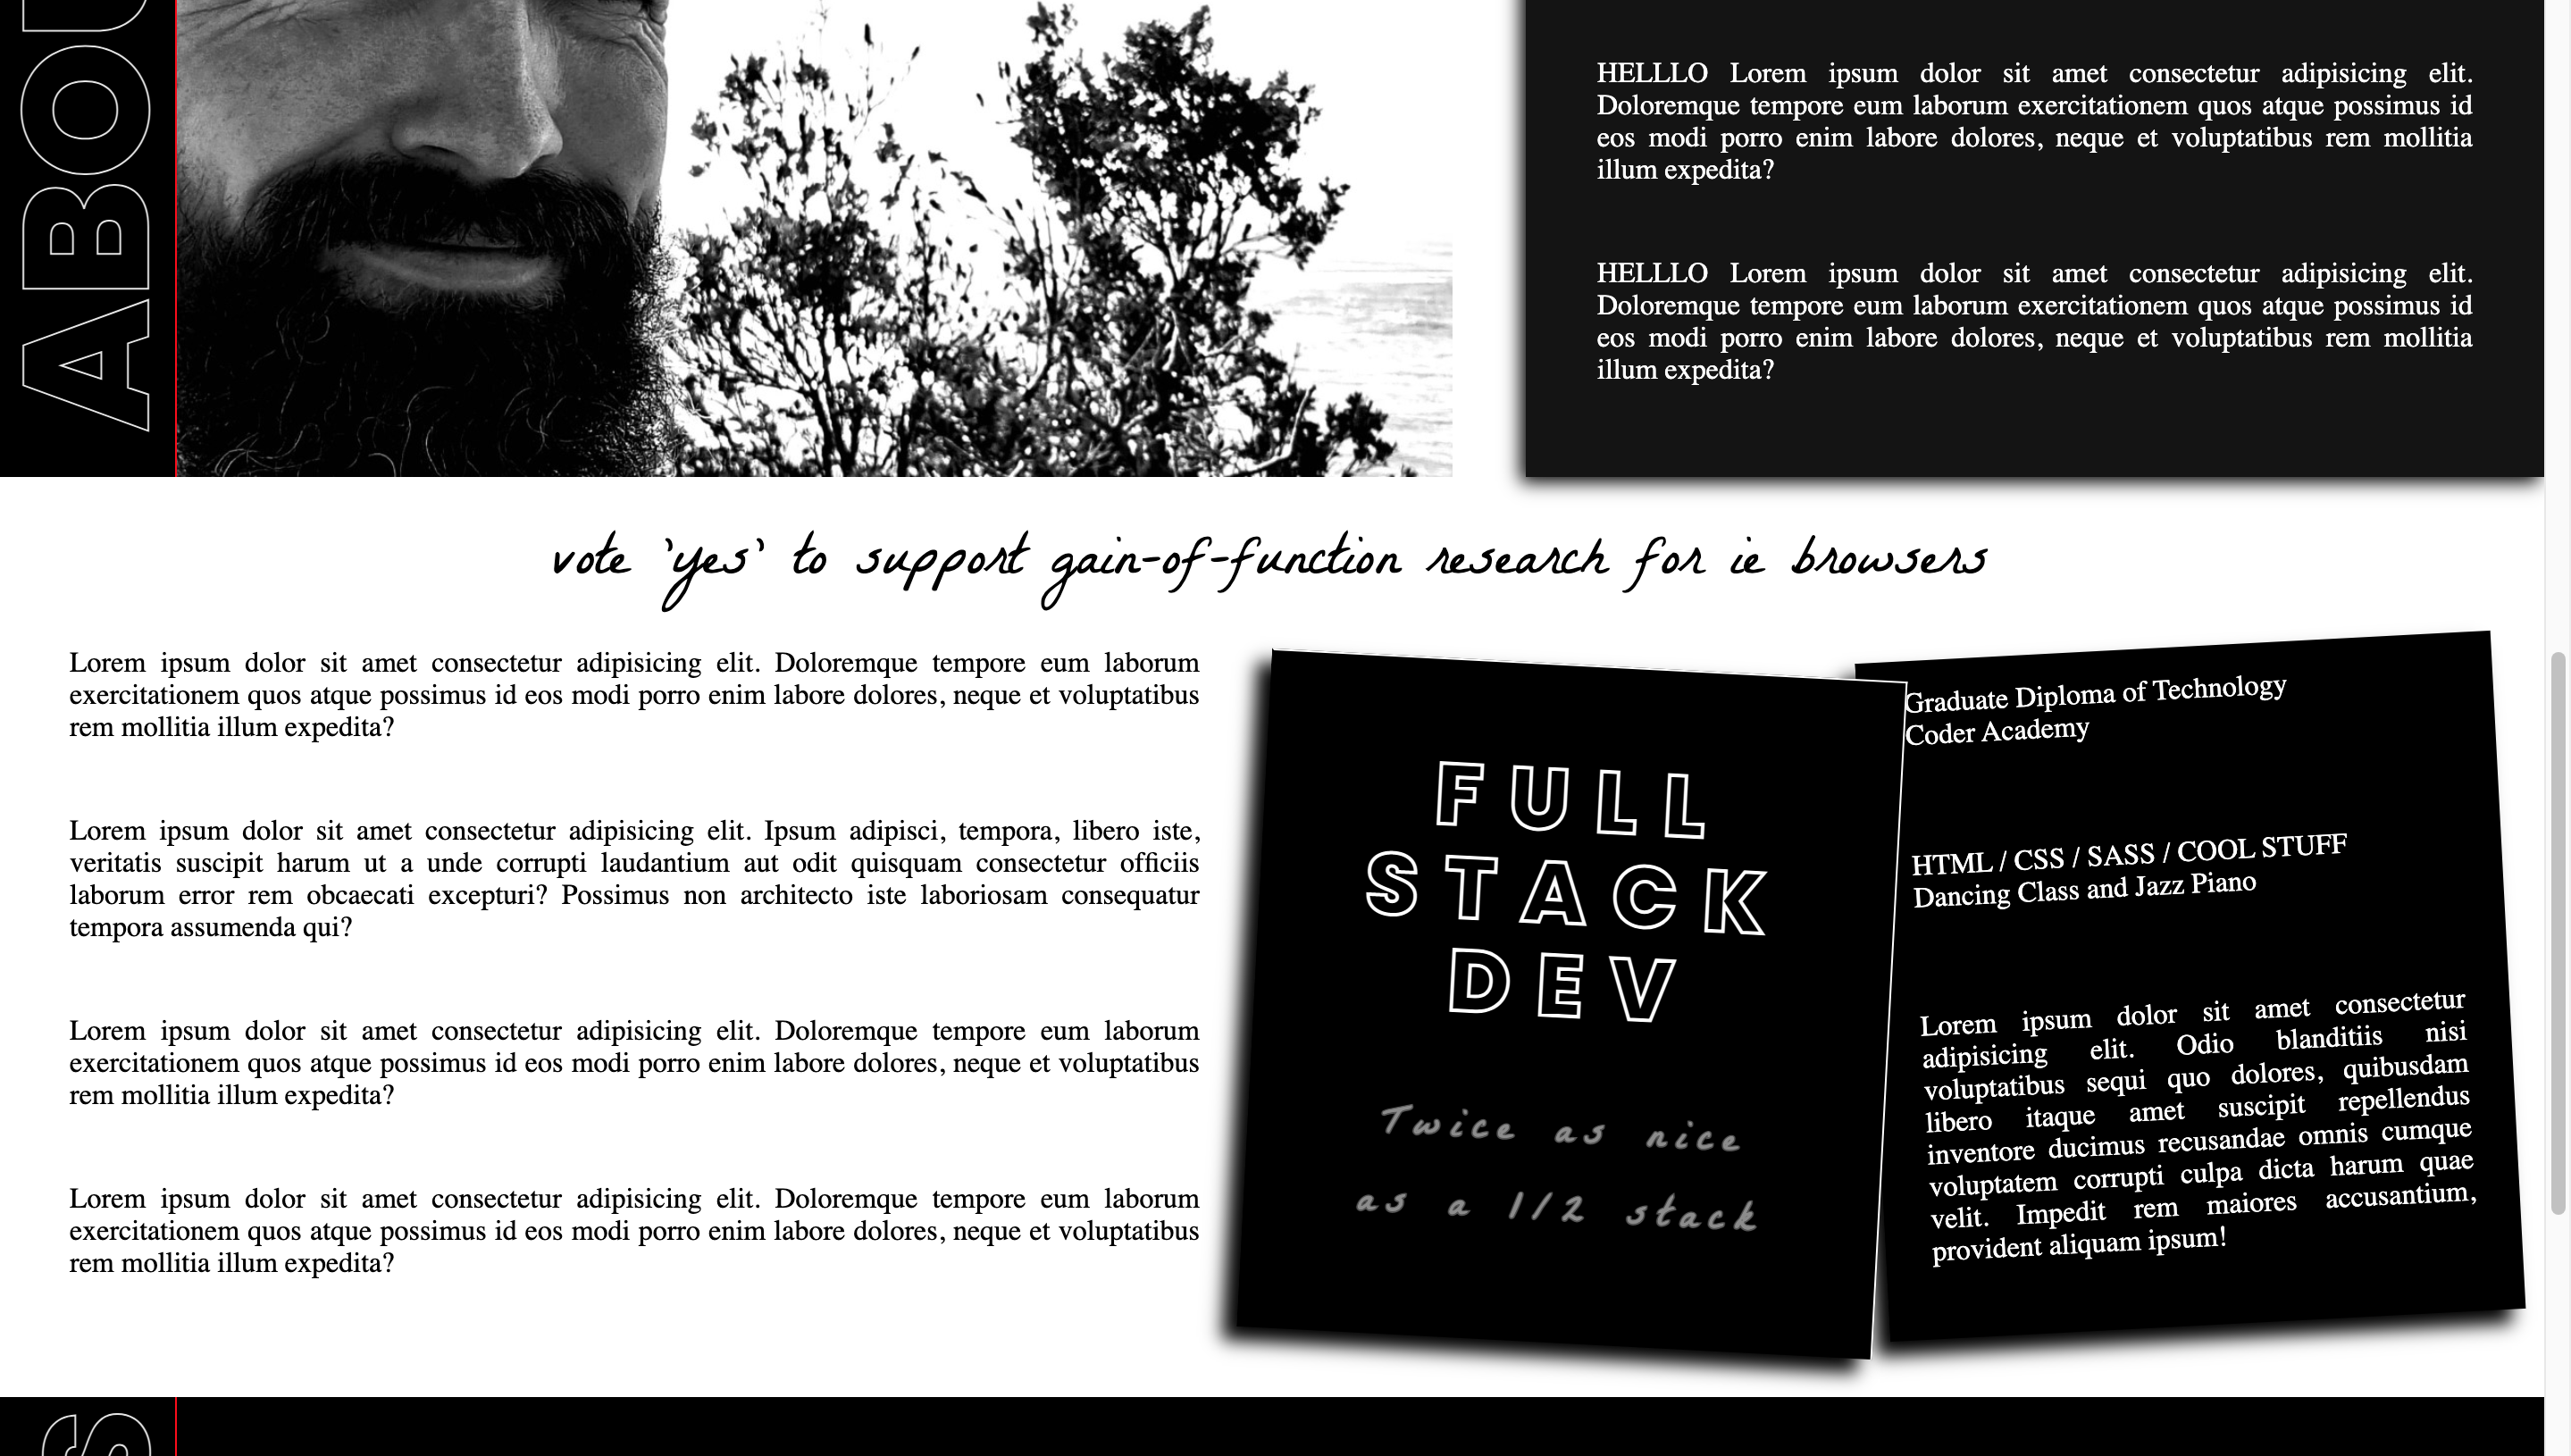 ABOU
HELLLO Lorem ipsum dolor sit amet consectetur adipisicing elit.
Doloremque tempore eum laborum exercitationem quos atque possimus id
eos modi porro enim labore dolores, neque et voluptatibus rem mollitia
illum expedita?
HELLLO Lorem ipsum dolor sit amet consectetur adipisicing elit.
Doloremque tempore eum laborum exercitationem quos atque possimus id
eos modi porro enim labore dolores, neque et voluptatibus rem mollitia
illum expedita?
vote 'yes' to support gain-of-function research for ie browsers
Lorem ipsum dolor sit amet consectetur adipisicing elit. Doloremque tempore eum laborum
exercitationem quos atque possimus id eos modi porro enim labore dolores, neque et voluptatibus
rem mollitia illum expedita?
Lorem ipsum dolor sit amet consectetur adipisicing elit. Ipsum adipisci, tempora, libero iste,
veritatis suscipit harum ut a unde corrupti laudantium aut odit quisquam consectetur officiis
laborum error rem obcaecati excepturi? Possimus non architecto iste laboriosam consequatur
tempora assumenda qui?
Lorem ipsum dolor sit amet consectetur adipisicing elit. Doloremque tempore eum laborum
exercitationem quos atque possimus id eos modi porro enim labore dolores, neque et voluptatibus
rem mollitia illum expedita?
Lorem ipsum dolor sit amet consectetur adipisicing elit. Doloremque tempore eum laborum
exercitationem quos atque possimus id eos modi porro enim labore dolores, neque et voluptatibus
rem mollitia illum expedita?
FULL
STACK
DEV
Twice as nice
as a 1/2 stack
Graduate Diploma of Technology
Coder Academy
HTML / CSS / SASS / COOL STUFF
Dancing Class and Jazz Piano
Lorem ipsum dolor sit amet consectetur
adipisicing elit. Odio blanditiis nisi
voluptatibus sequi quo dolores, quibusdam
libero itaque amet suscipit repellendus
inventore ducimus recusandae omnis cumque
voluptatem corrupti culpa dicta harum quae
velit. Impedit rem maiores accusantium,
provident aliquam ipsum!
S